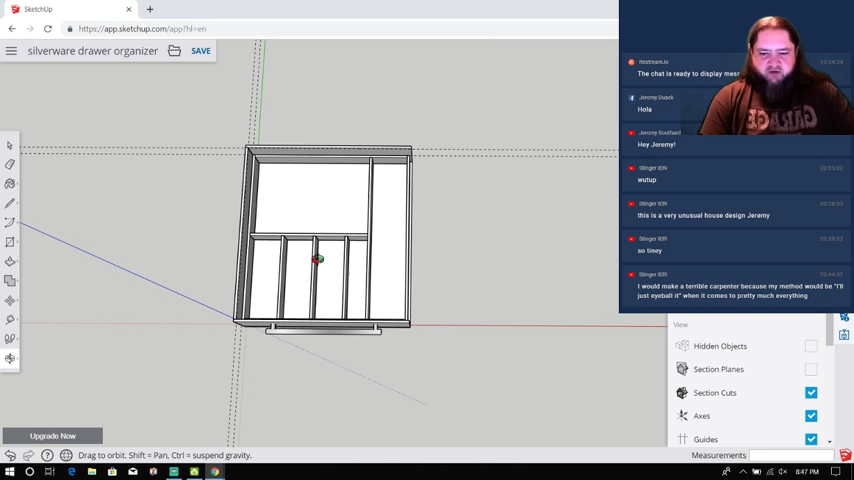 SketchUp
https://app.sketchup.com/app?hl=en
silverware drawer organizer
SAVE
Restream.io
The chat is ready to display mess
Jeremy Dusek
Hola
Jeremy Southard
Hey Jeremy!
Stinger 839
wutup
Stinger 839
this is a very unusual house design Jeremy
Stinger 839
so tiney
Stinger 839
I would make a terrible carpenter because my method would be "I'll
just eyeball it" when it comes to pretty much everything
View
Hidden Objects
Section Planes
Section Cuts
Axes
Guides
Upgrade Now
Drag to orbit. Shift = Pan, Ctrl = suspend gravity.
Measurements
8:47 PM